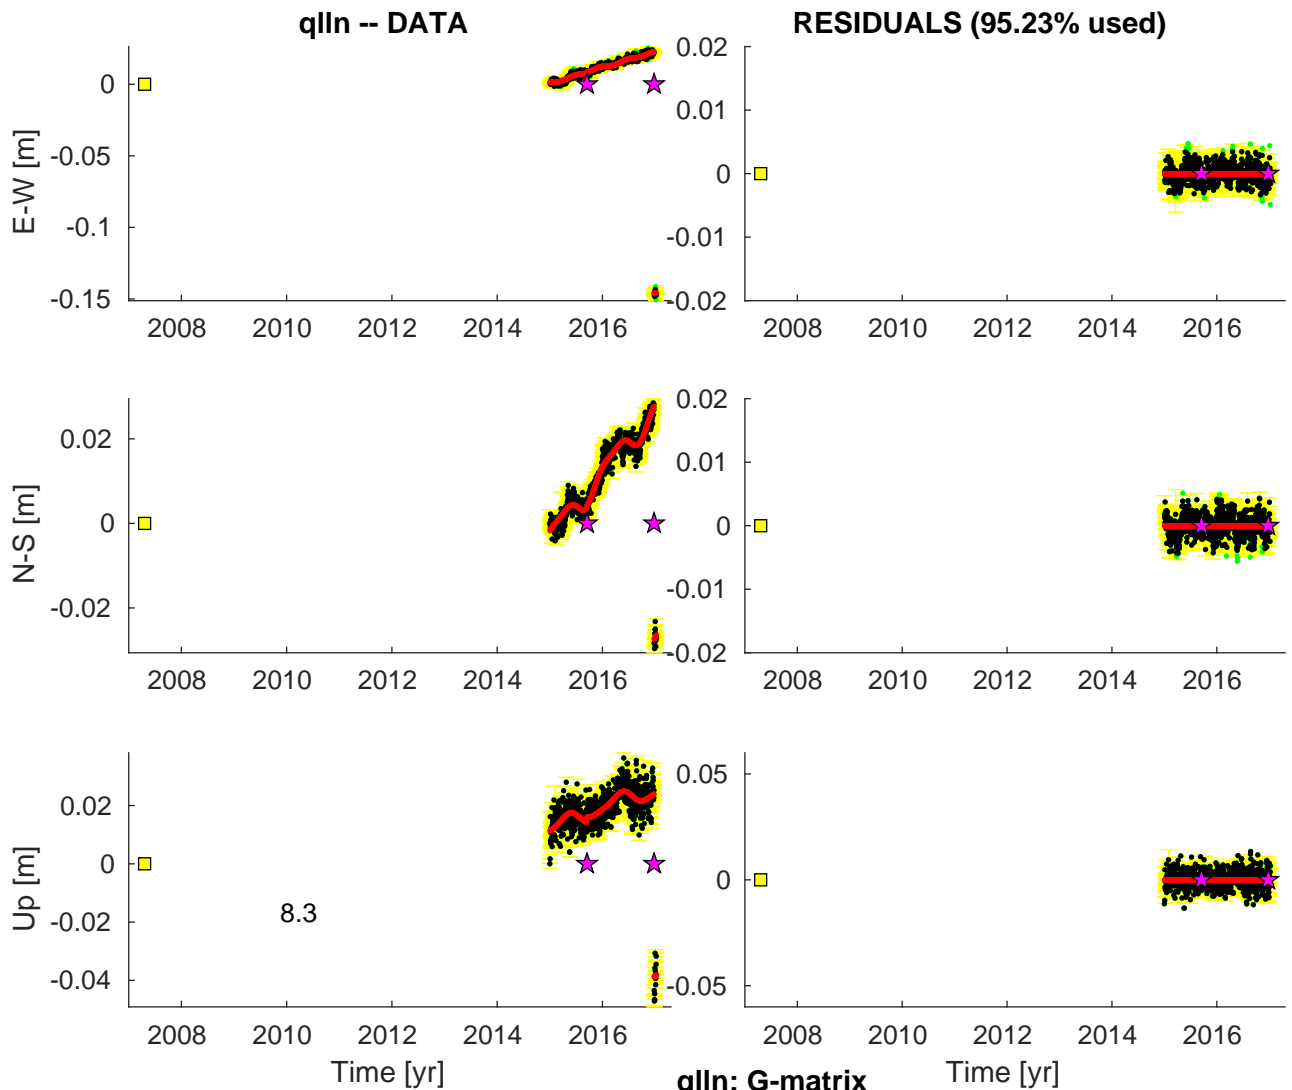 qlln -- DATA
RESIDUALS (95.23% used)
E-W [m]
0
-0.05
-0.1
-0.15
2008 2010 2012 2014 2016
0.02
0.01
0
-0.01
-0.02
2008 2010 2012 2014 2016
N-S [m]
0.02
0
-0.02
2008 2010 2012 2014 2016
0.02
0.01
0
-0.01
-0.02
2008 2010 2012 2014 2016
Up [m]
0.02
0
-0.02
-0.04
8.3
2008 2010 2012 2014 2016
Time [yr]
0.05
0
-0.05
2008 2010 2012 2014 2016
Time [yr]
qlln: G-matrix